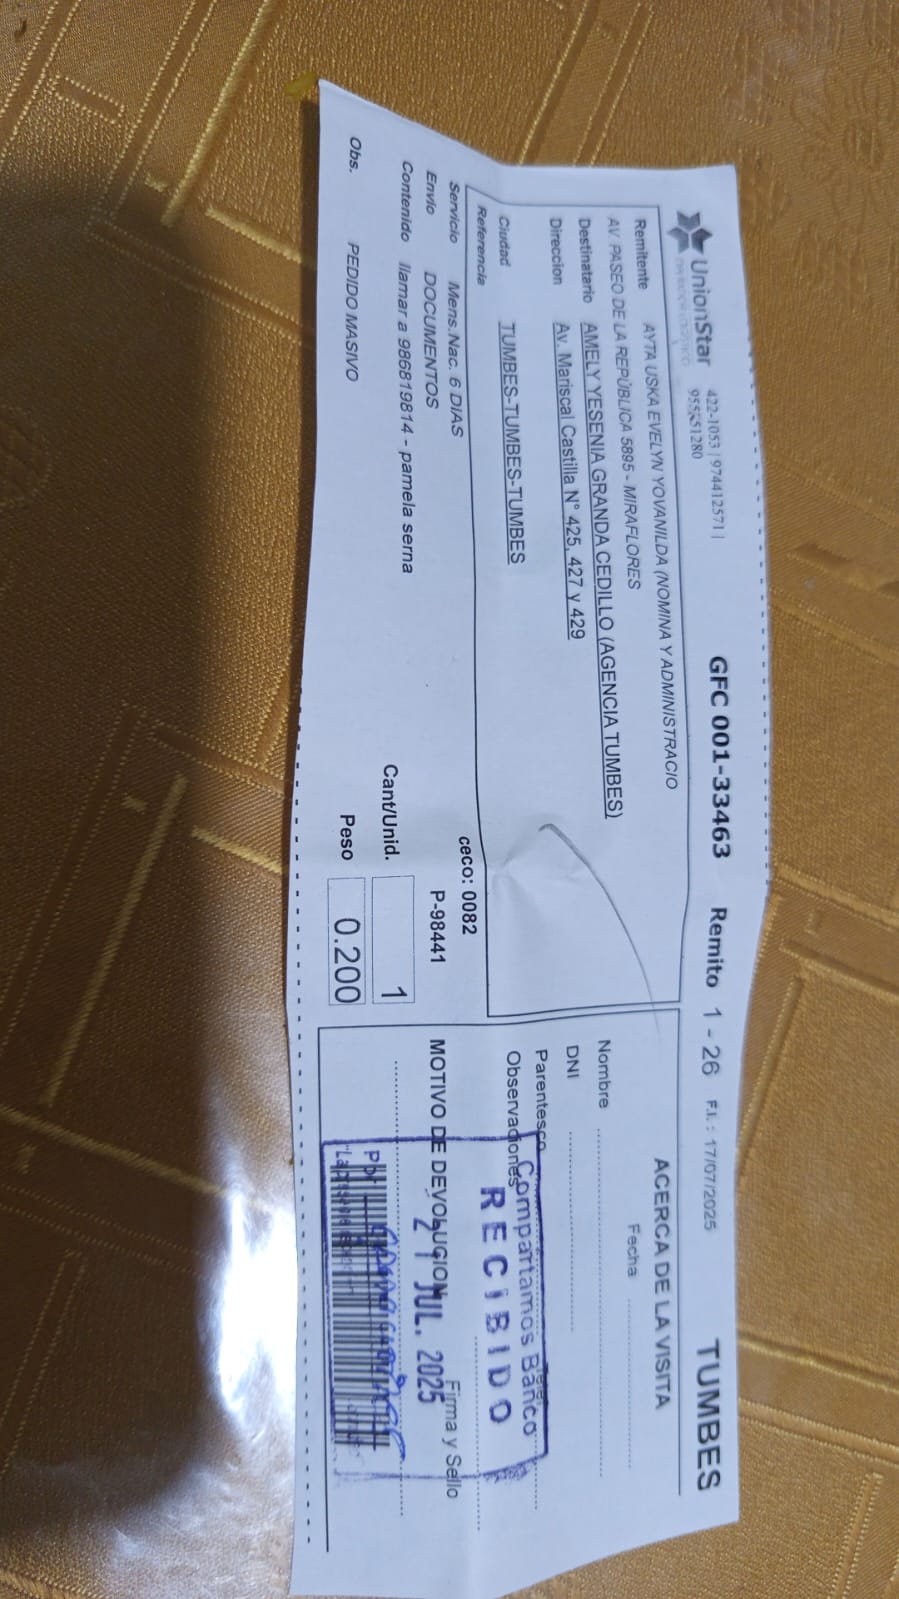 UnionStar 422-1053 | 974412571 |
955551280
GFC 001-33463 Remito 1 - 26 F.I. : 17/07/2025 TUMBES
Remitente AYTA USKA EVELYN YOVANILDA (NOMINA Y ADMINISTRACIO
AV. PASEO DE LA REPÚBLICA 5895 - MIRAFLORES
Destinatario AMELY YESENIA GRANDA CEDILLO (AGENCIA TUMBES)
Direccion Av. Mariscal Castilla N° 425, 427 y 429
Ciudad TUMBES-TUMBES-TUMBES
Referencia
Servicio Mens.Nac. 6 DIAS
ceco: 0082
Envío DOCUMENTOS
P-98441
Contenido llamar a 986819814 - pamela serna
Cant/Unid. 1
Obs. PEDIDO MASIVO
Peso 0.200
ACERCA DE LA VISITA
Fecha
Nombre
DNI
Parentesco
Observaciones
MOTIVO DE DEVOLUCION
Firma y Sello
Compartamos Banco
RECIBIDO
21 JUL. 2025
Por